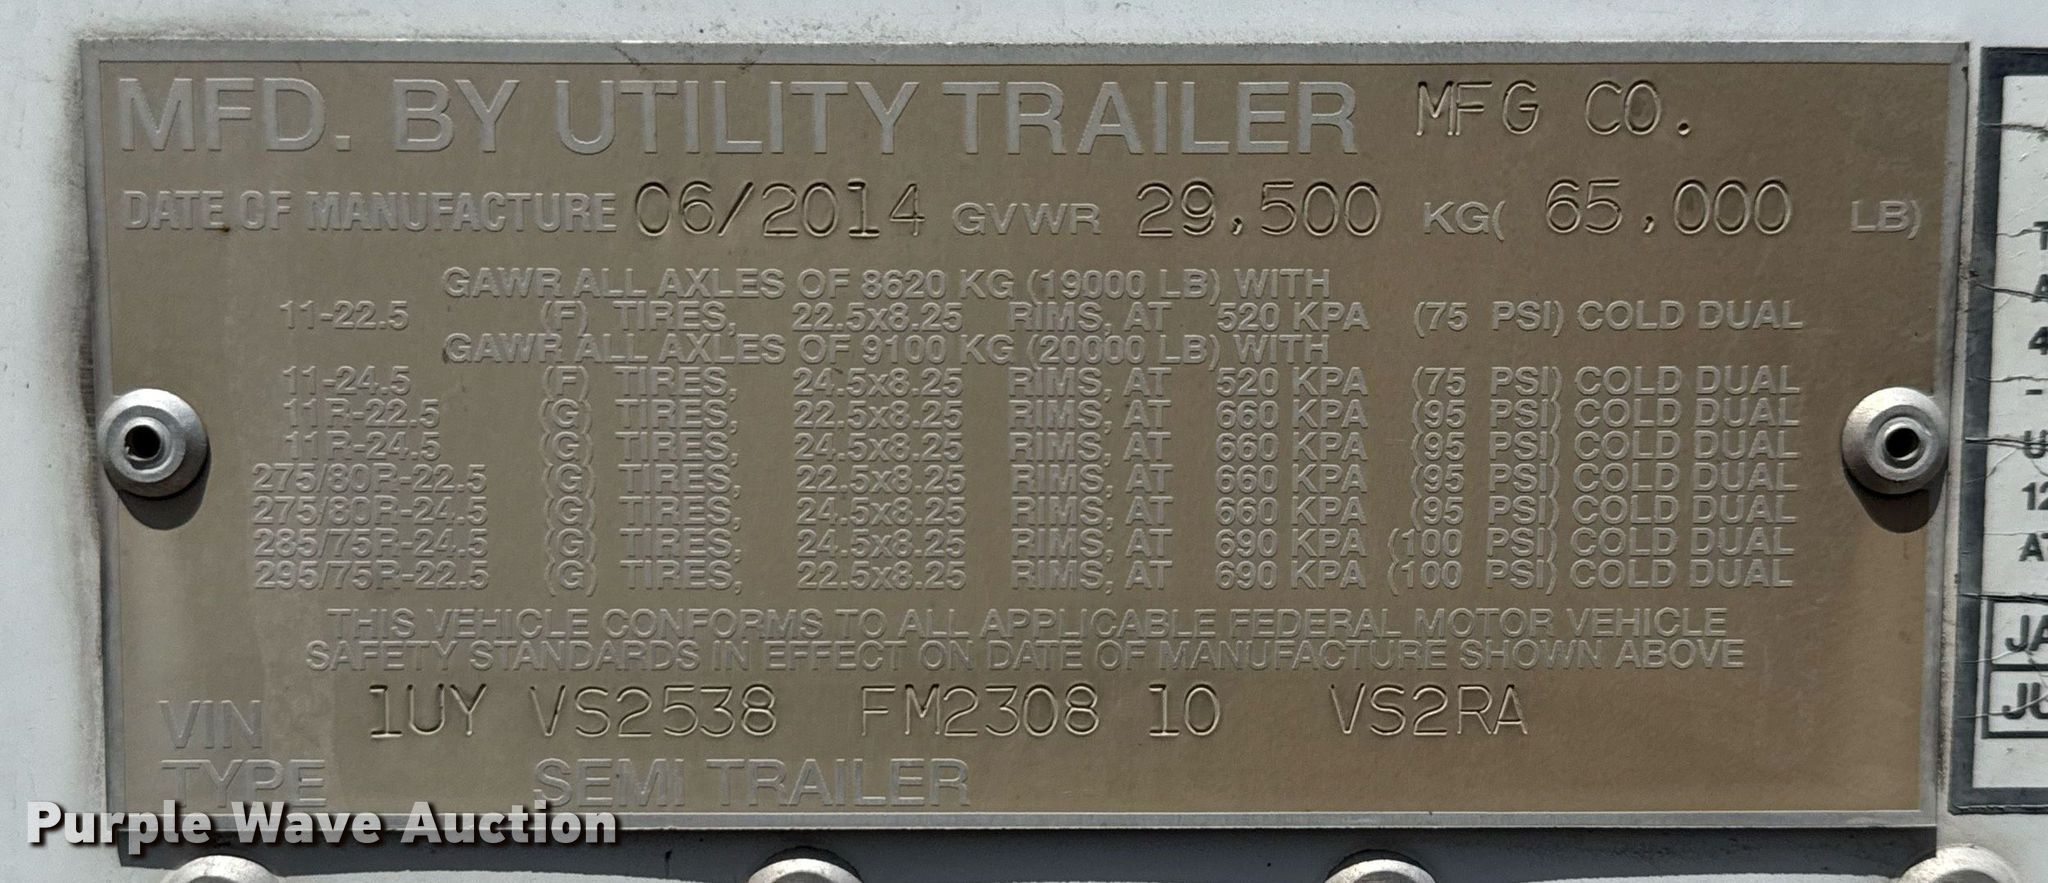 MFD. BY UTILITY TRAILER MFG CO.
DATE OF MANUFACTURE 06/2014 GVWR 29,500 KG( 65,000 LB)
GAWR ALL AXLES OF 8620 KG (19000 LB) WITH
11-22.5 (F) TIRES, 22.5x8.25 RIMS, AT 520 KPA (75 PSI) COLD DUAL
GAWR ALL AXLES OF 9100 KG (20000 LB) WITH
11-24.5 (F) TIRES, 24.5x8.25 RIMS, AT 520 KPA (75 PSI) COLD DUAL
11R-22.5 (G) TIRES, 22.5x8.25 RIMS, AT 660 KPA (95 PSI) COLD DUAL
11R-24.5 (G) TIRES, 24.5x8.25 RIMS, AT 660 KPA (95 PSI) COLD DUAL
275/80R-22.5 (G) TIRES, 22.5x8.25 RIMS, AT 660 KPA (95 PSI) COLD DUAL
275/80R-24.5 (G) TIRES, 24.5x8.25 RIMS, AT 660 KPA (95 PSI) COLD DUAL
285/75R-24.5 (G) TIRES, 24.5x8.25 RIMS, AT 690 KPA (100 PSI) COLD DUAL
295/75R-22.5 (G) TIRES, 22.5x8.25 RIMS, AT 690 KPA (100 PSI) COLD DUAL
THIS VEHICLE CONFORMS TO ALL APPLICABLE FEDERAL MOTOR VEHICLE
SAFETY STANDARDS IN EFFECT ON DATE OF MANUFACTURE SHOWN ABOVE
VIN 1UY VS2538 FM2308 10 VS2RA
TYPE SEMI TRAILER
Purple Wave Auction